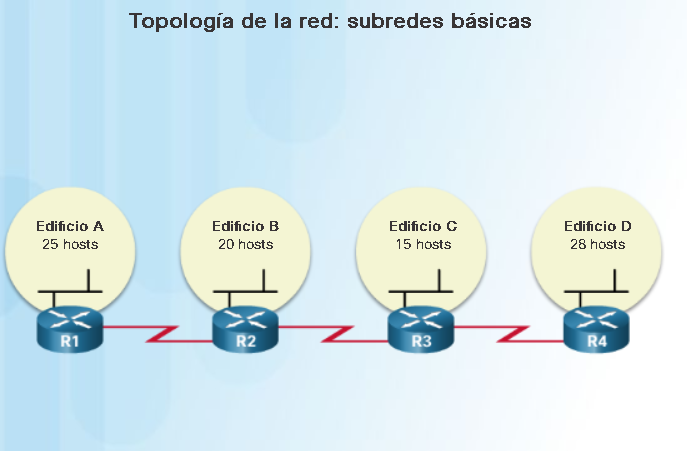 Topología de la red: subredes básicas
Edificio A
25 hosts
Edificio B
20 hosts
Edificio C
15 hosts
Edificio D
28 hosts
R1
R2
R3
R4